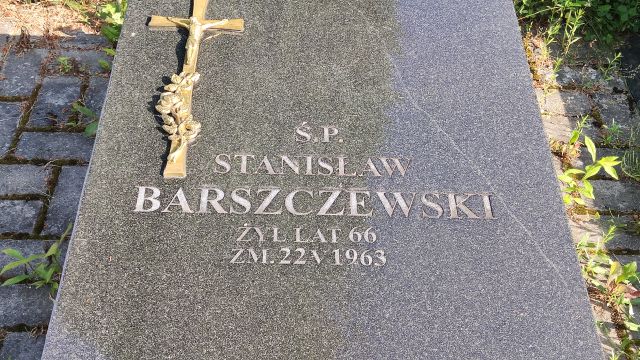 Ś.P.
STANISŁAW
BARSZCZEWSKI
ŻYŁ LAT 66
ZM. 22 V 1963